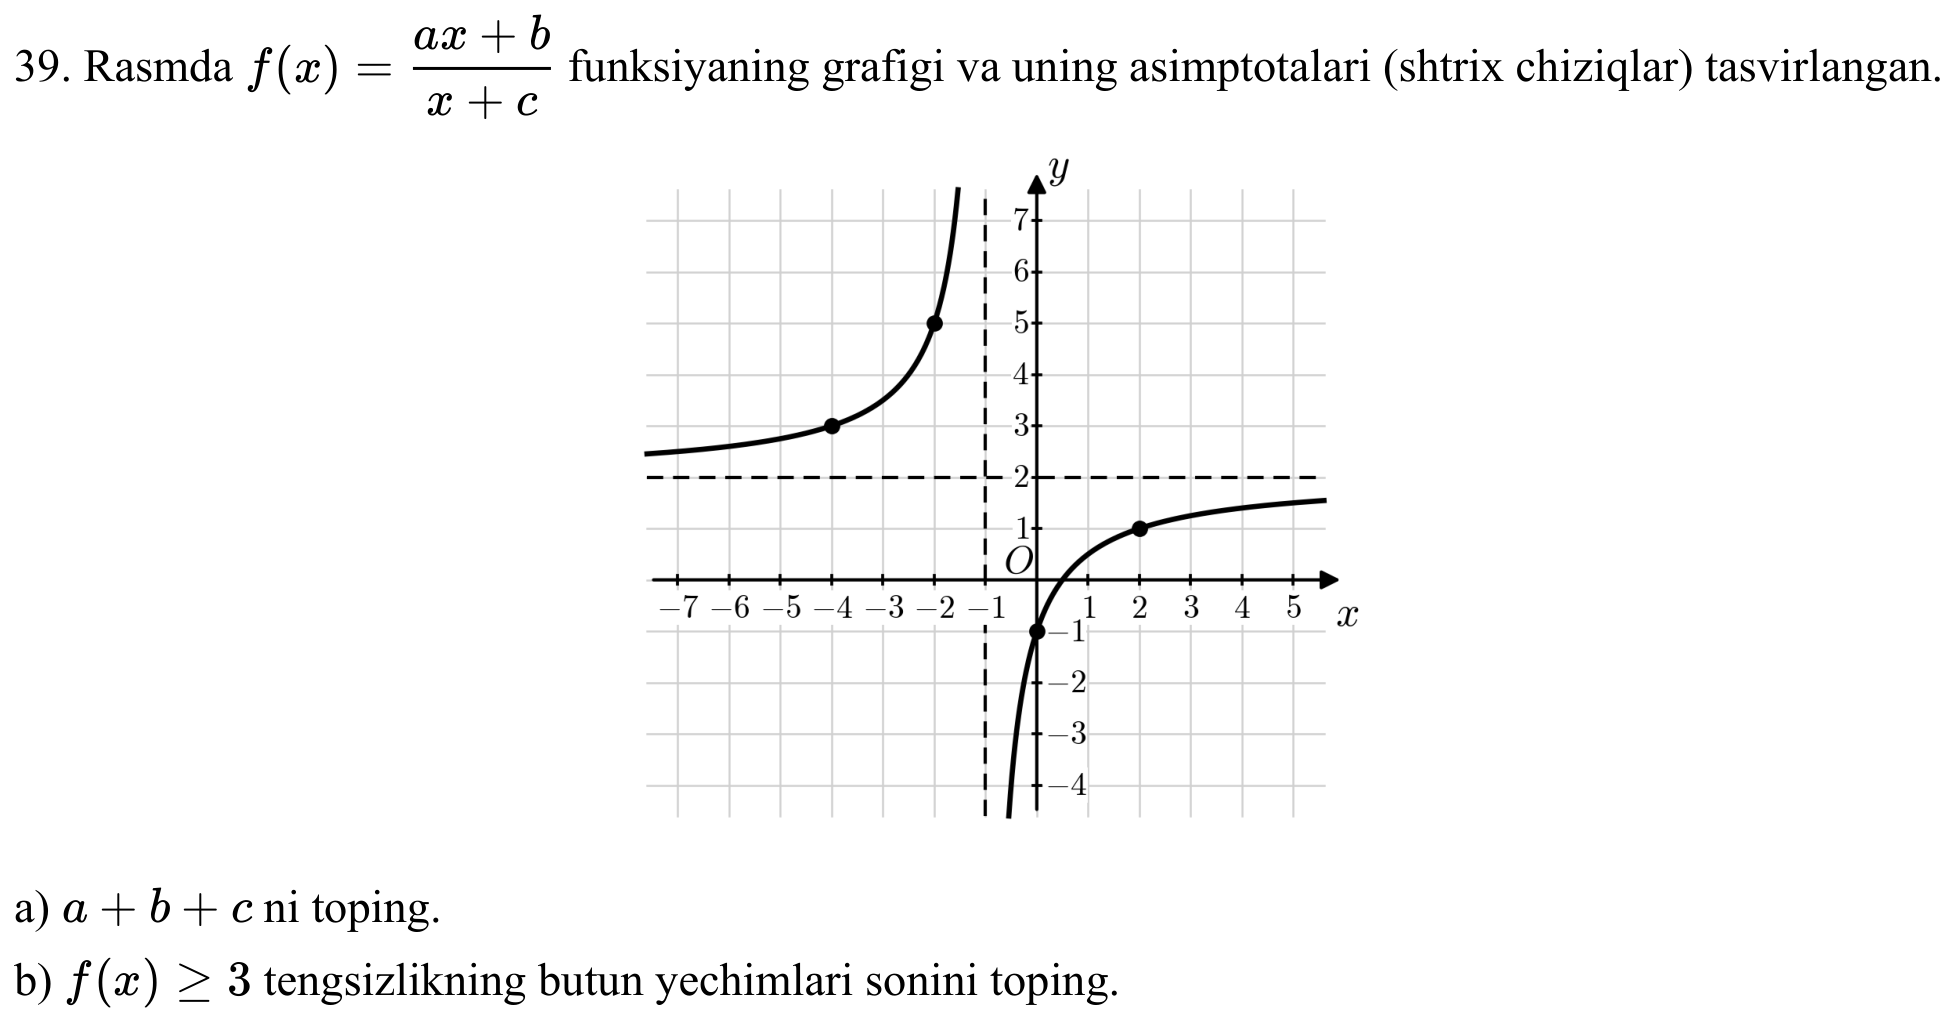 39. Rasmda f(x) = \frac{ax + b}{x + c} funksiyaning grafigi va uning asimptotalari (shtrix chiziqlar) tasvirlangan.
y
7
6
5
4
3
2
1
O
−7 −6 −5 −4 −3 −2 −1 1 2 3 4 5 x
−1
−2
−3
−4
a) a + b + c ni toping.
b) f(x) ≥ 3 tengsizlikning butun yechimlari sonini toping.